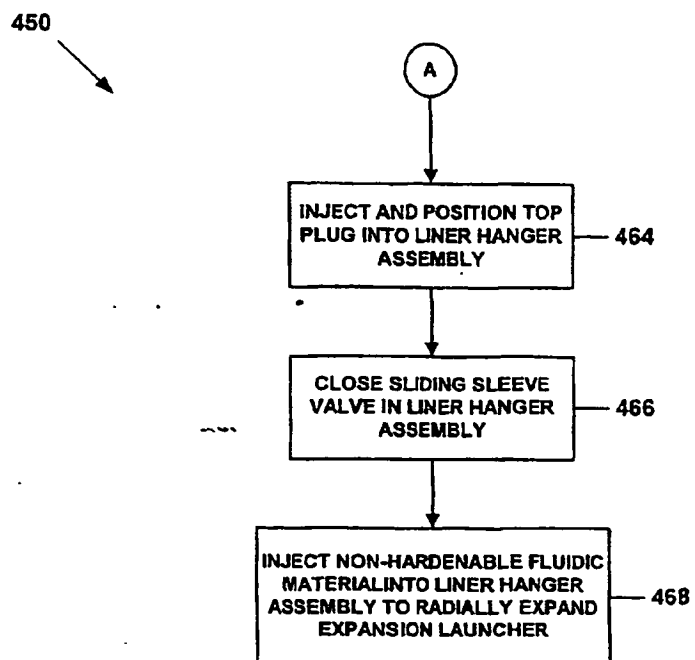 450
A
INJECT AND POSITION TOP
PLUG INTO LINER HANGER
ASSEMBLY
464
CLOSE SLIDING SLEEVE
VALVE IN LINER HANGER
ASSEMBLY
466
INJECT NON-HARDENABLE FLUIDIC
MATERIALINTO LINER HANGER
ASSEMBLY TO RADIALLY EXPAND
EXPANSION LAUNCHER
468